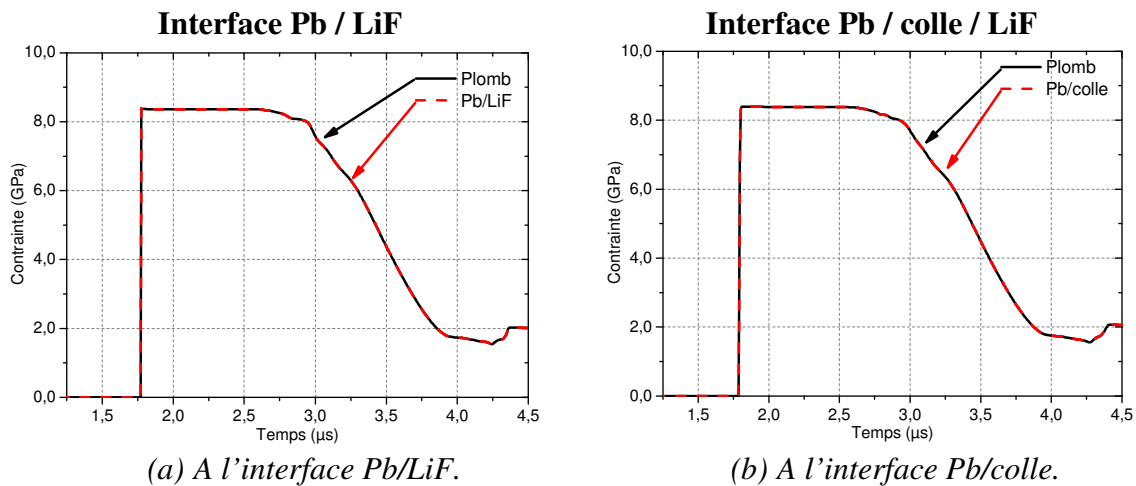 Interface Pb / LiF
10,0
8,0
6,0
4,0
2,0
0,0
Contrainte (GPa)
Plomb
Pb/LiF
1,5 2,0 2,5 3,0 3,5 4,0 4,5
Temps (µs)
(a) A l’interface Pb/LiF.
Interface Pb / colle / LiF
10,0
8,0
6,0
4,0
2,0
0,0
Contrainte (GPa)
Plomb
Pb/colle
1,5 2,0 2,5 3,0 3,5 4,0 4,5
Temps (µs)
(b) A l’interface Pb/colle.